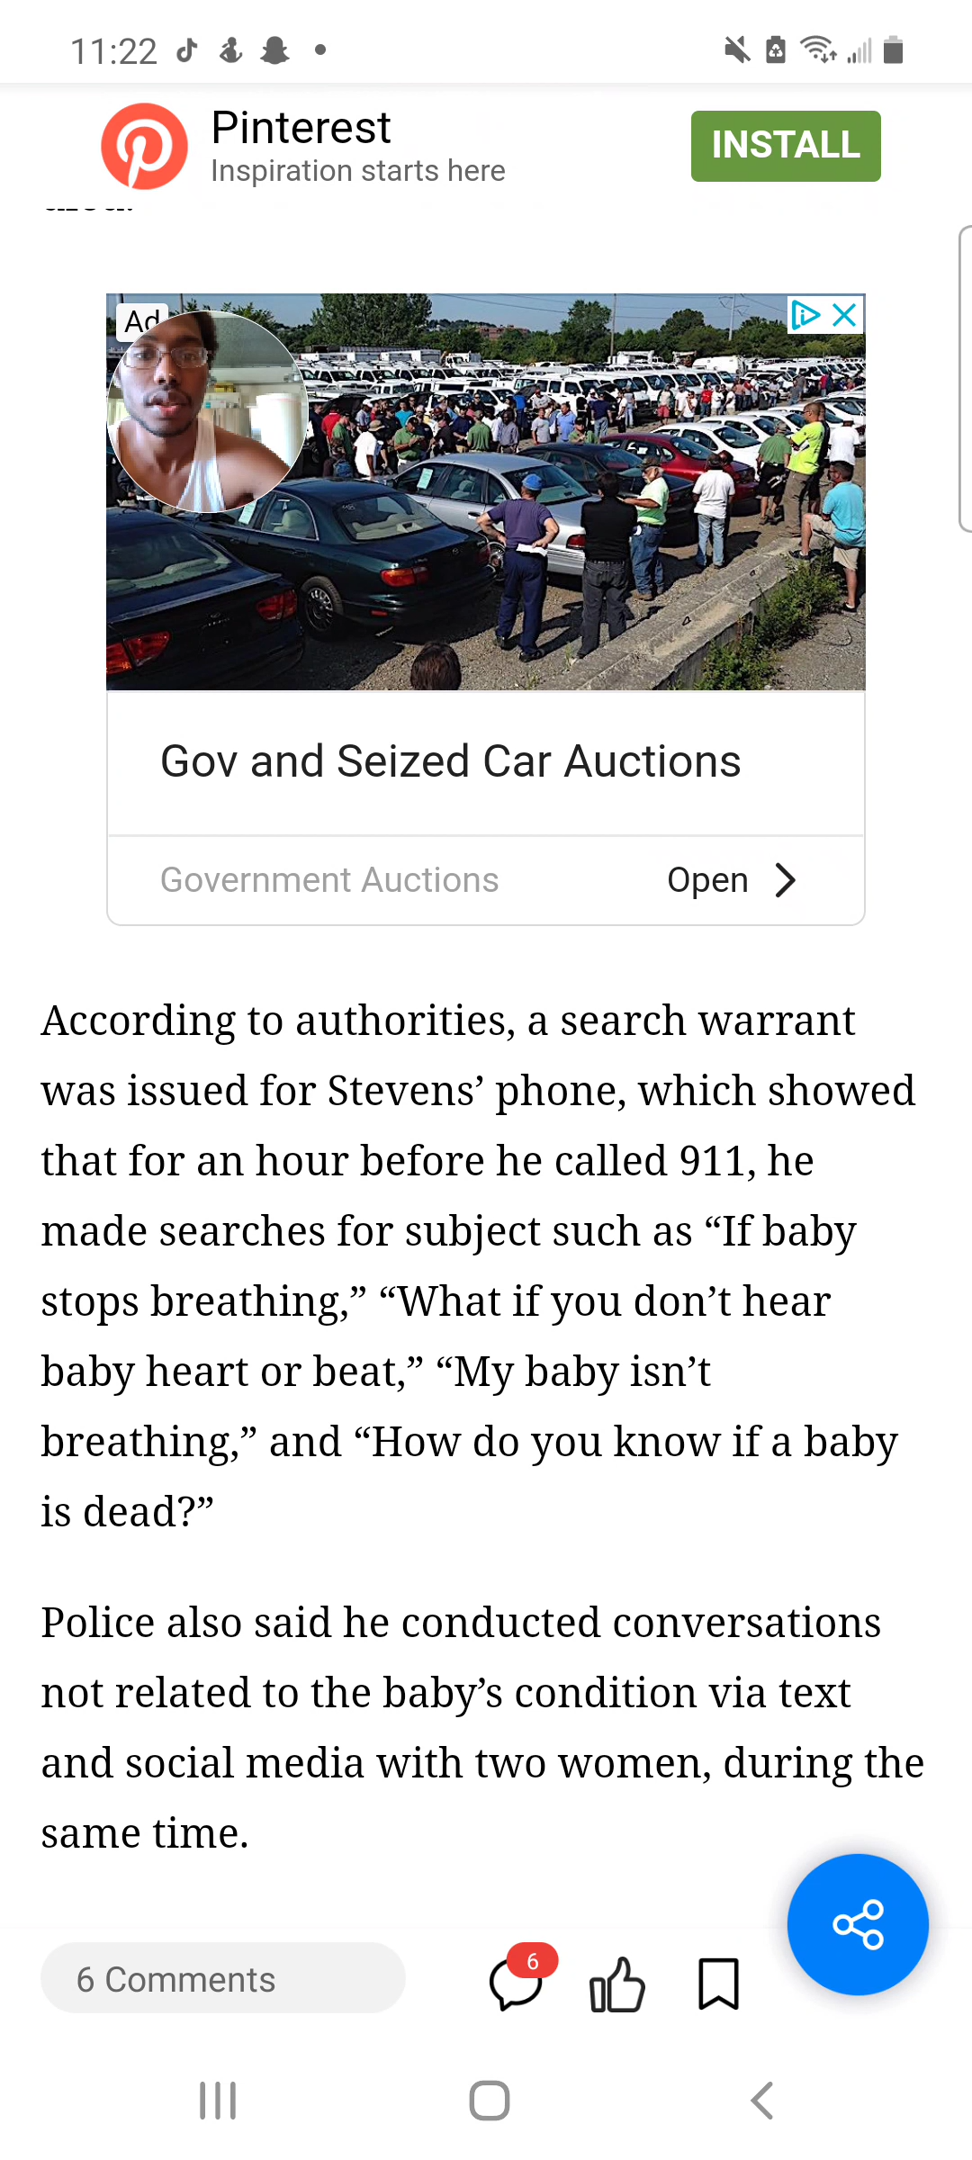 11:22
Pinterest
Inspiration starts here
INSTALL
Ad
Gov and Seized Car Auctions
Government Auctions
Open
According to authorities, a search warrant
was issued for Stevens’ phone, which showed
that for an hour before he called 911, he
made searches for subject such as “If baby
stops breathing,” “What if you don’t hear
baby heart or beat,” “My baby isn’t
breathing,” and “How do you know if a baby
is dead?”
Police also said he conducted conversations
not related to the baby’s condition via text
and social media with two women, during the
same time.
6 Comments
6